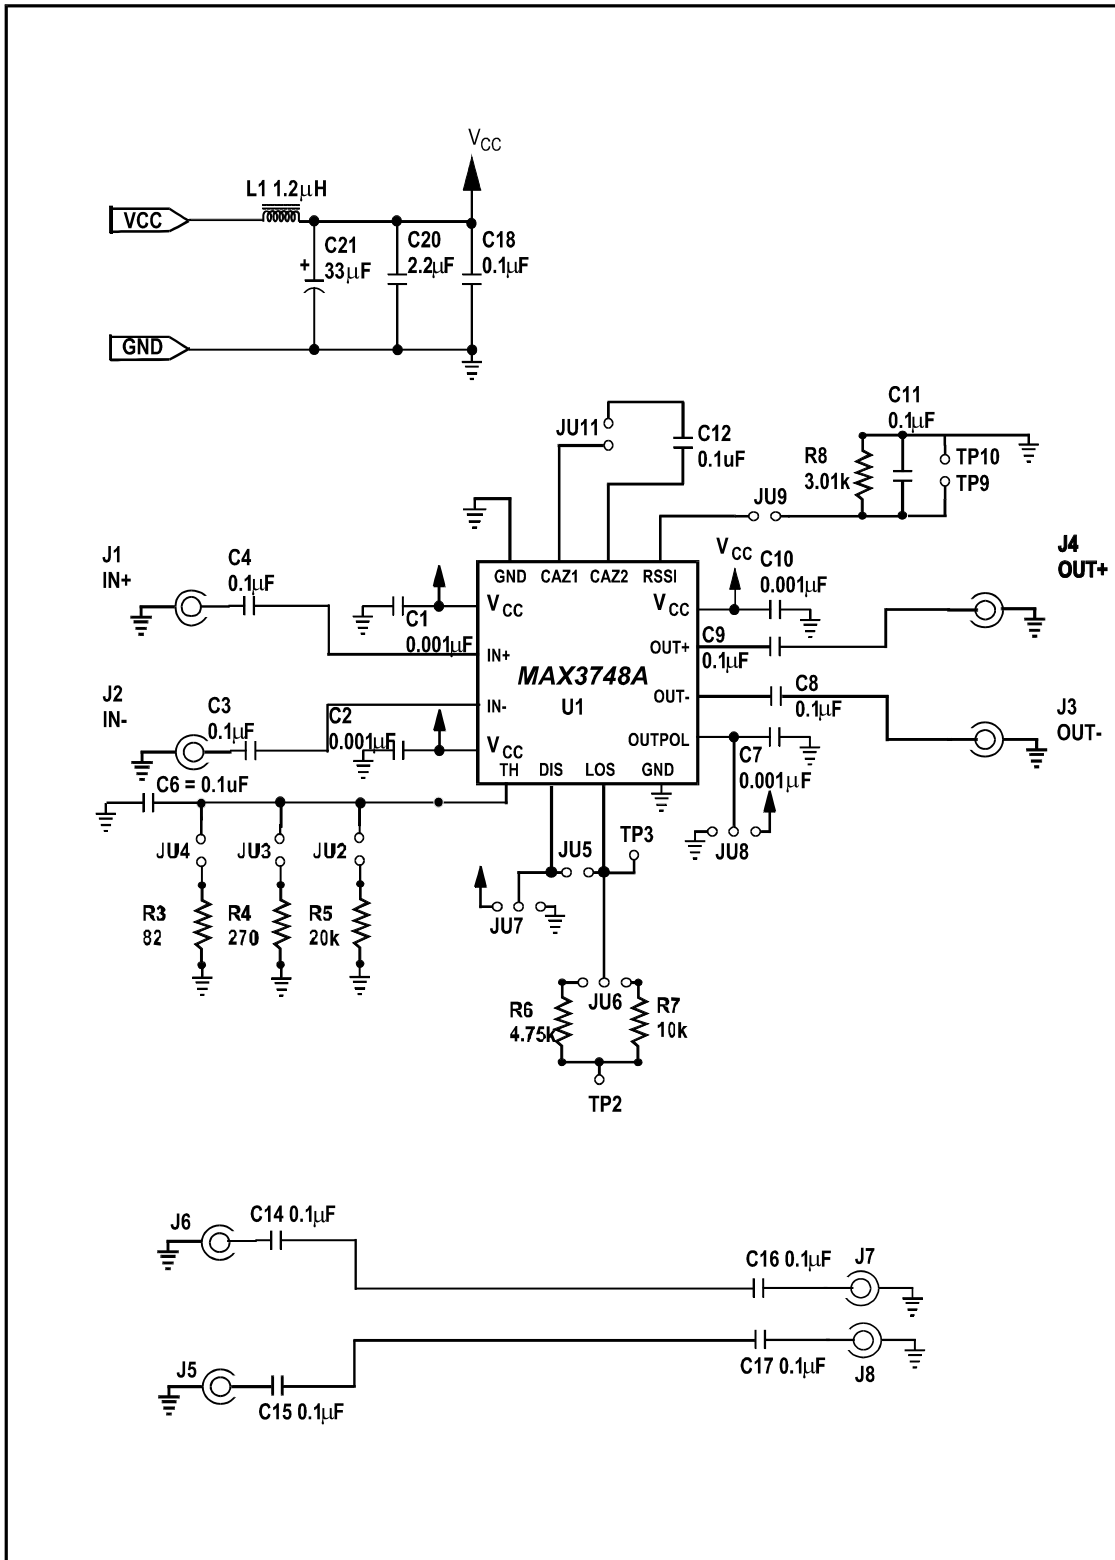 VCC
L1 1.2μH
VCC
C21
33μF
+
C20
2.2μF
C18
0.1μF
GND
C11
0.1μF
JU11
C12
0.1uF
R8
3.01k
TP10
TP9
JU9
J1
IN+
C4
0.1μF
GND CAZ1 CAZ2 RSSI
VCC
C10
0.001μF
J4
OUT+
VCC
VCC
C1
0.001μF
IN+
OUT+
C9
0.1μF
MAX3748A
U1
J2
IN-
C3
0.1μF
C2
0.001μF
IN-
OUT-
C8
0.1μF
J3
OUT-
VCC
OUTPOL
TH DIS LOS GND
C7
0.001μF
C6 = 0.1uF
JU4
JU3
JU2
JU5
TP3
JU8
R3
82
R4
270
R5
20k
JU7
R6
4.75k
JU6
R7
10k
TP2
J6
C14 0.1μF
C16 0.1μF
J7
J5
C15 0.1μF
C17 0.1μF
J8